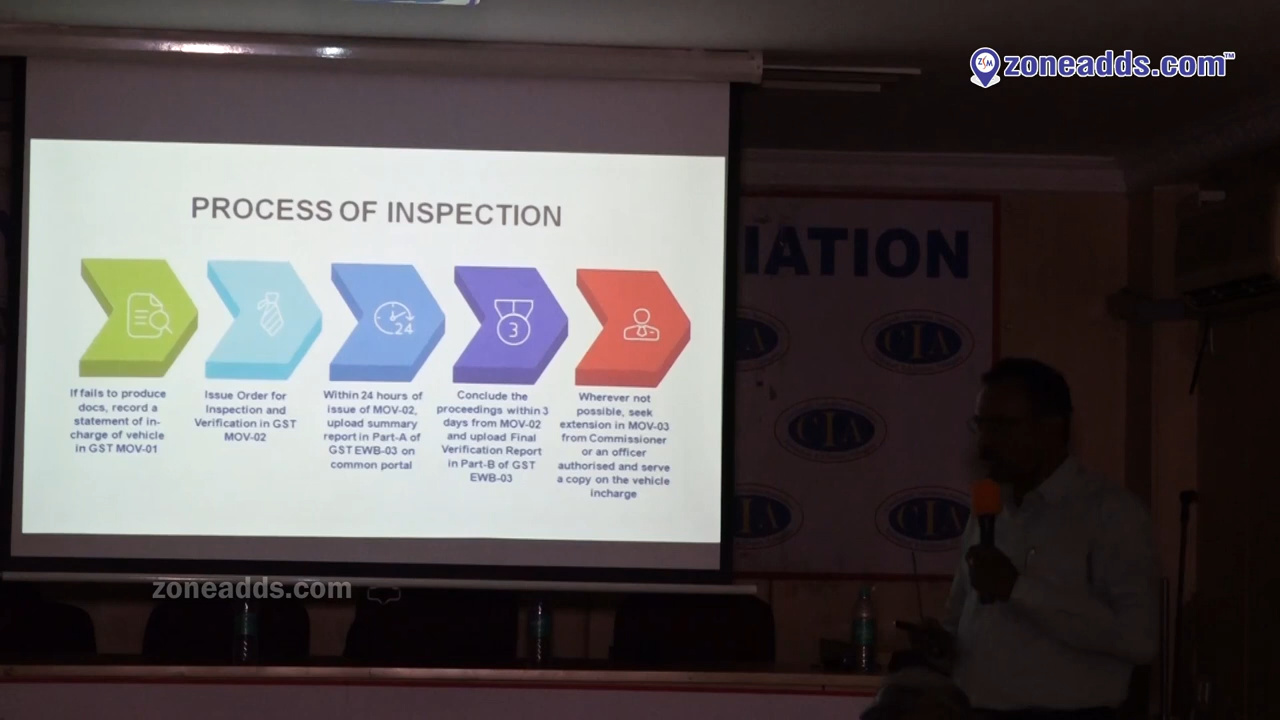 zoneadds.com™
PROCESS OF INSPECTION
24
3
If fails to produce
docs, record a
statement of in-
charge of vehicle
in GST MOV-01
Issue Order for
Inspection and
Verification in GST
MOV-02
Within 24 hours of
issue of MOV-02,
upload summary
report in Part-A of
GST EWB-03 on
common portal
Conclude the
proceedings within 3
days from MOV-02
and upload Final
Verification Report
in Part-B of GST
EWB-03
Wherever not
possible, seek
extension in MOV-03
from Commissioner
or an officer
authorised and serve
a copy on the vehicle
incharge
IATION
CIA
CIA
CIA
zoneadds.com